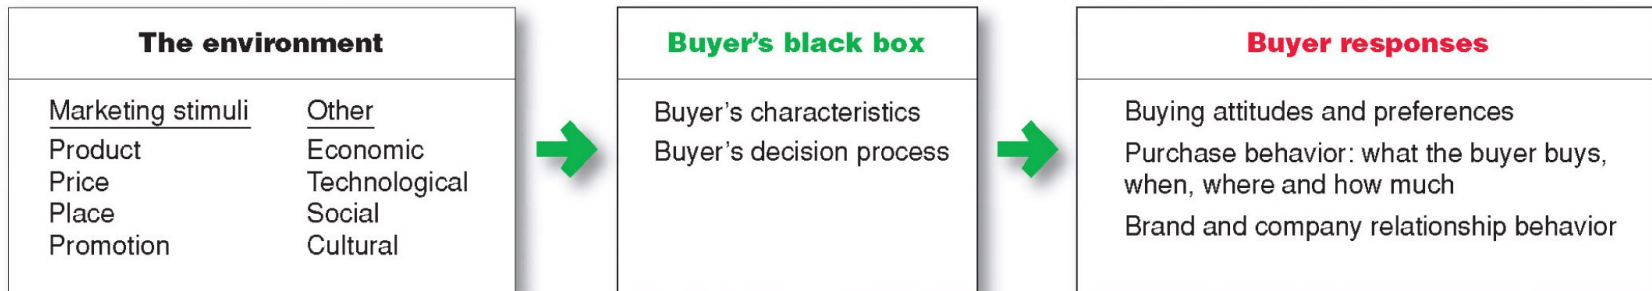 The environment
Marketing stimuli Other
Product Economic
Price Technological
Place Social
Promotion Cultural
Buyer’s black box
Buyer’s characteristics
Buyer’s decision process
Buyer responses
Buying attitudes and preferences
Purchase behavior: what the buyer buys,
when, where and how much
Brand and company relationship behavior